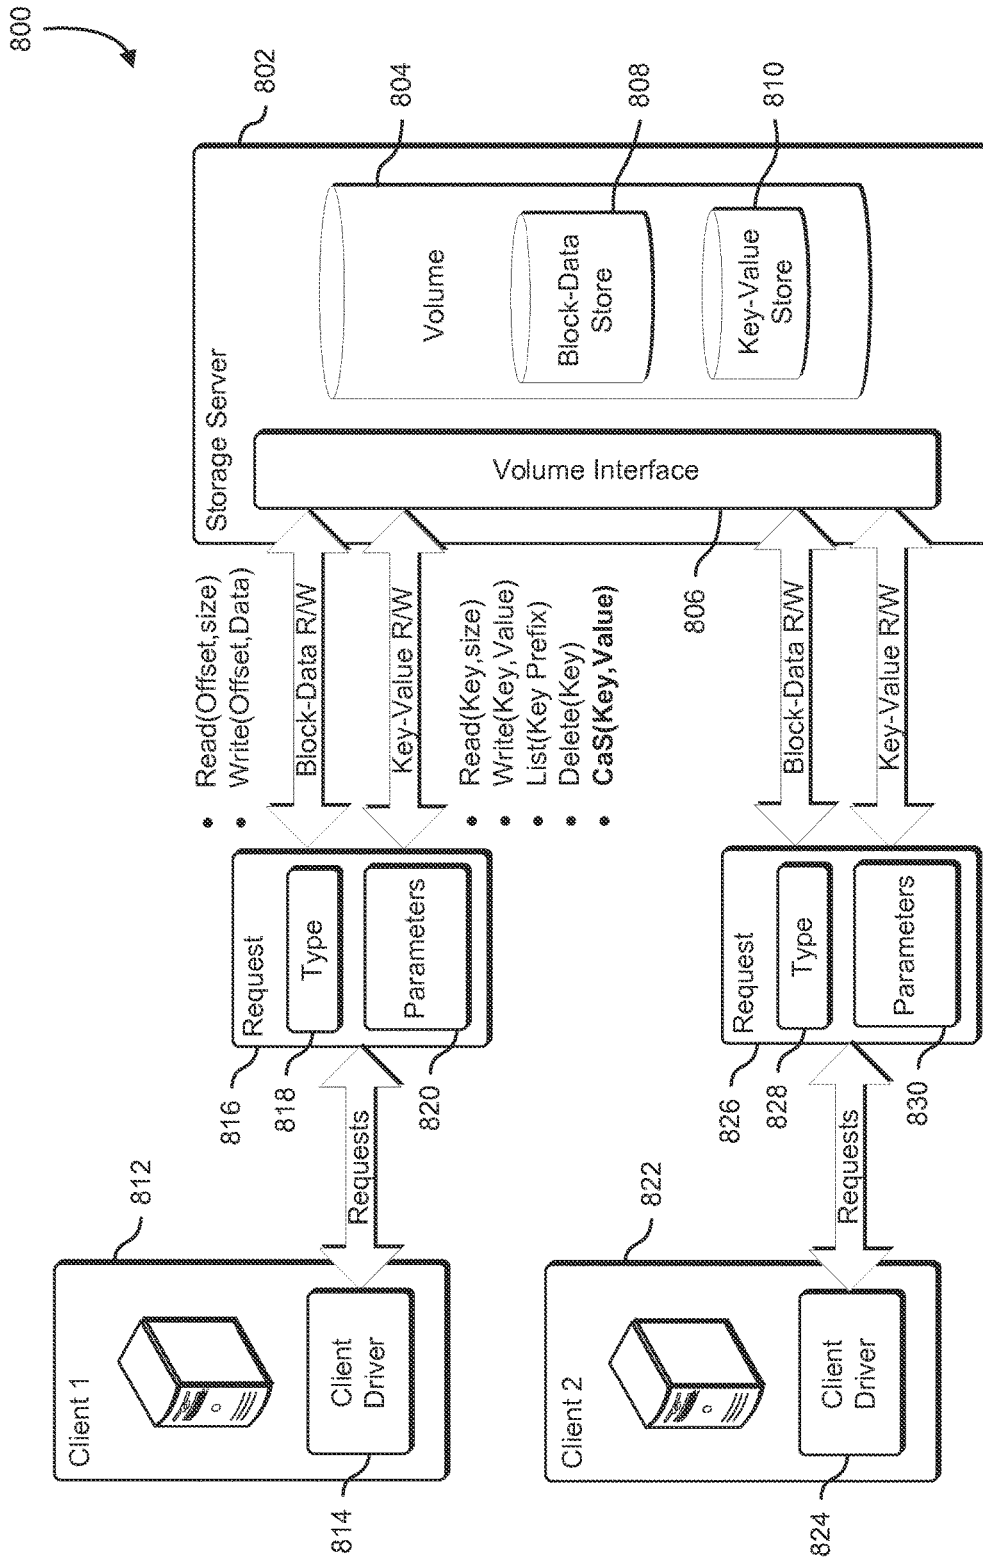 800
Client 1
812
Client
Driver
814
Requests
816
Request
818
Type
820
Parameters
• Read(Offset,size)
• Write(Offset,Data)
Block-Data R/W
Key-Value R/W
• Read(Key,size)
• Write(Key,Value)
• List(Key Prefix)
• Delete(Key)
• CaS(Key,Value)
Storage Server
802
Volume Interface
806
Volume
804
Block-Data
Store
808
Key-Value
Store
810
Client 2
822
Client
Driver
824
Requests
826
Request
828
Type
830
Parameters
Block-Data R/W
Key-Value R/W